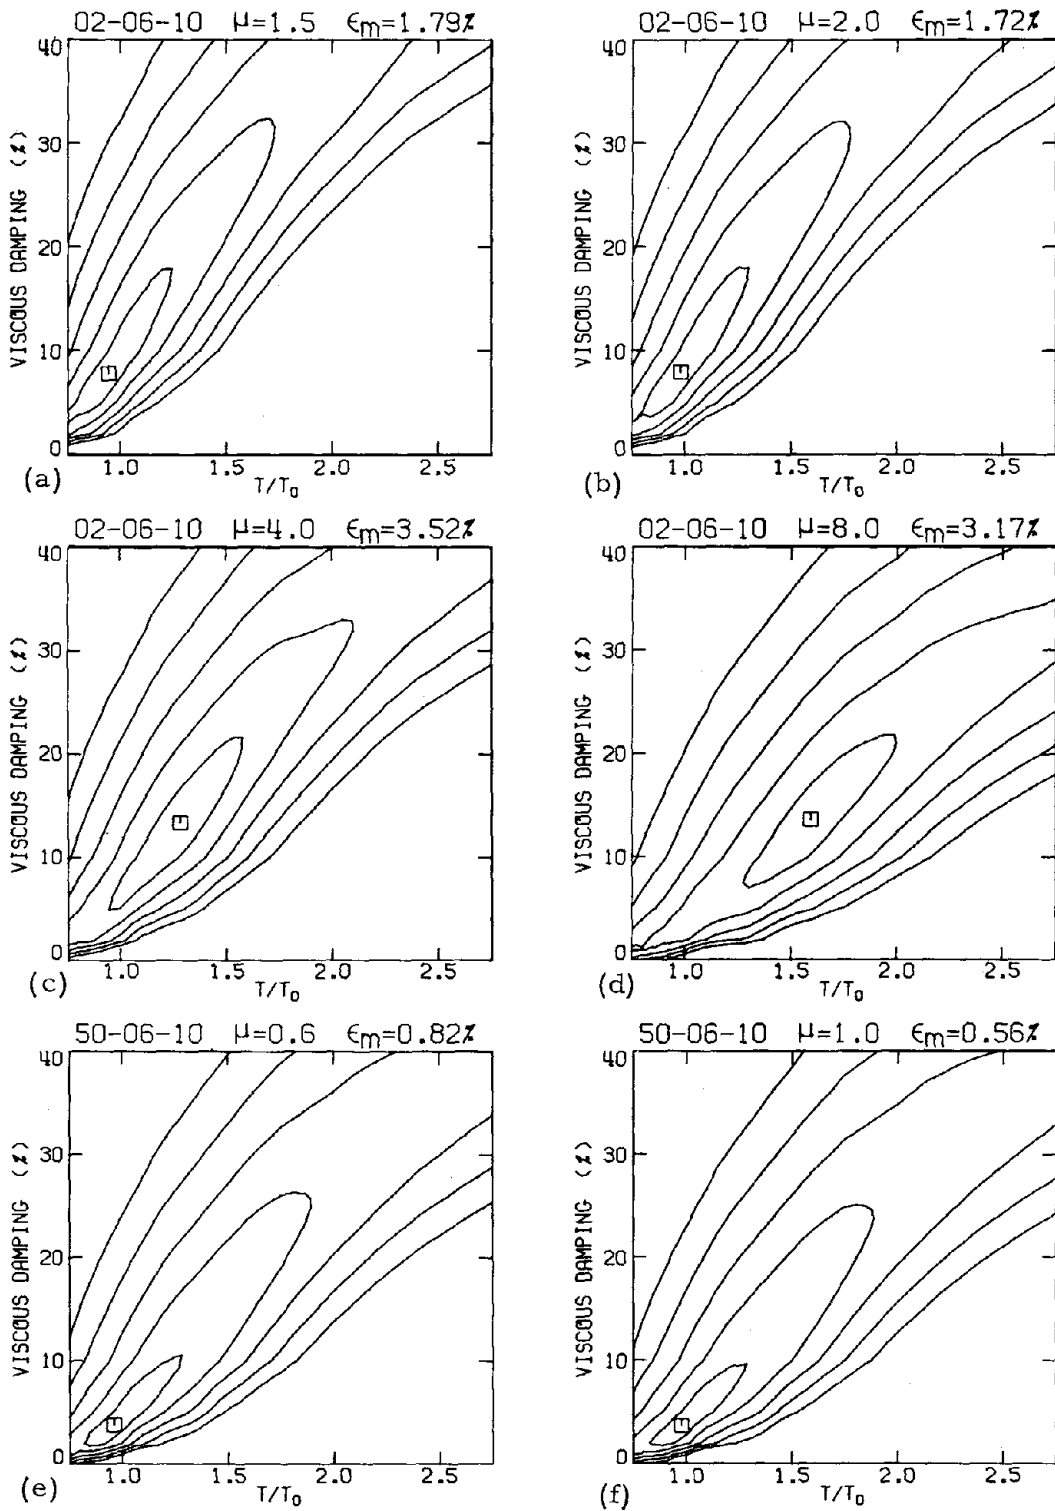 02-06-10 μ=1.5 ϵm=1.79%
40
30
20
10
0
VISCOUS DAMPING (%)
1.0 1.5 2.0 2.5
T/T₀
(a)
02-06-10 μ=2.0 ϵm=1.72%
40
30
20
10
0
VISCOUS DAMPING (%)
1.0 1.5 2.0 2.5
T/T₀
(b)
02-06-10 μ=4.0 ϵm=3.52%
40
30
20
10
0
VISCOUS DAMPING (%)
1.0 1.5 2.0 2.5
T/T₀
(c)
02-06-10 μ=8.0 ϵm=3.17%
40
30
20
10
0
VISCOUS DAMPING (%)
1.0 1.5 2.0 2.5
T/T₀
(d)
50-06-10 μ=0.6 ϵm=0.82%
40
30
20
10
0
VISCOUS DAMPING (%)
1.0 1.5 2.0 2.5
T/T₀
(e)
50-06-10 μ=1.0 ϵm=0.56%
40
30
20
10
0
VISCOUS DAMPING (%)
1.0 1.5 2.0 2.5
T/T₀
(f)